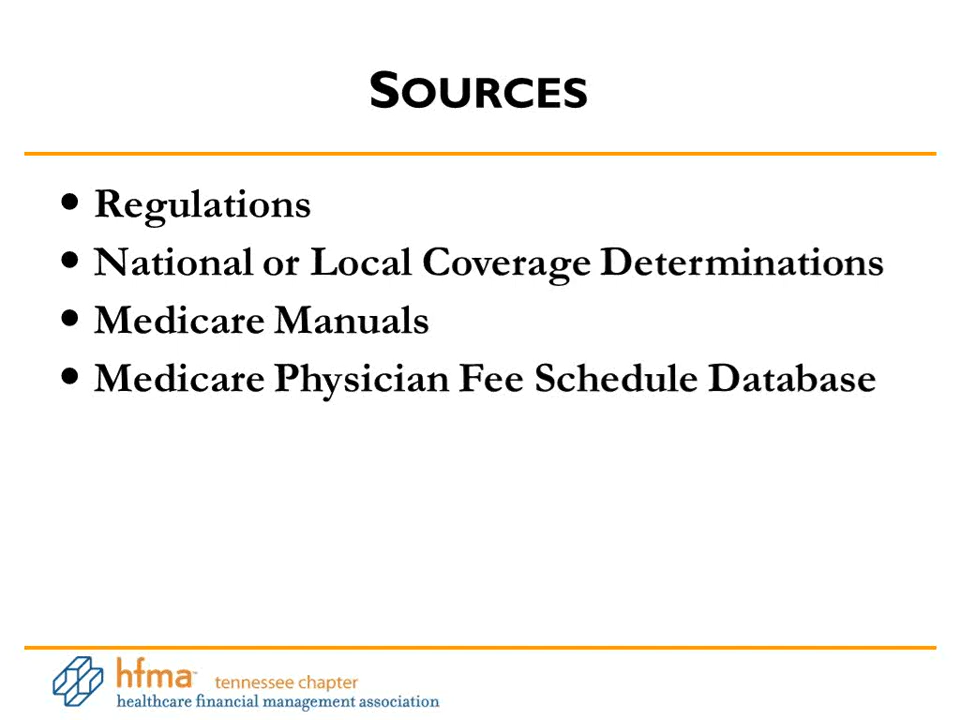 SOURCES
• Regulations
• National or Local Coverage Determinations
• Medicare Manuals
• Medicare Physician Fee Schedule Database
hfma™ tennessee chapter
healthcare financial management association